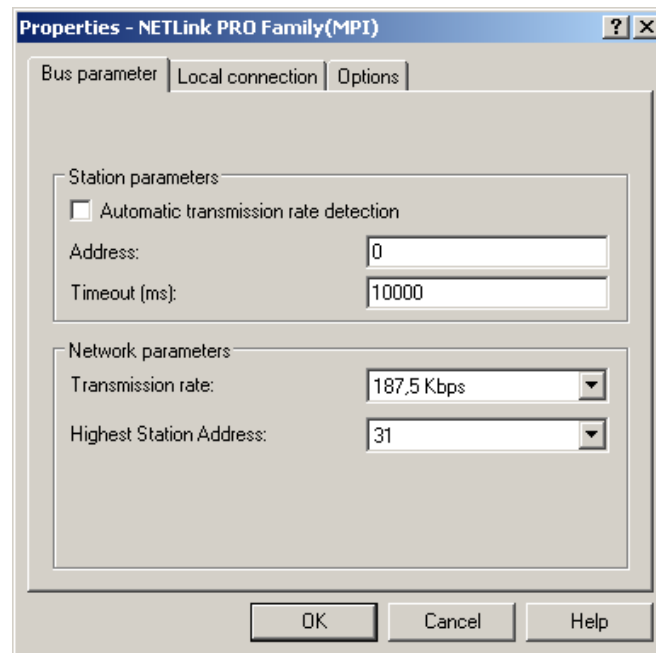 Properties - NETLink PRO Family(MPI) ? ×
Bus parameter Local connection Options
Station parameters
Automatic transmission rate detection
Address: 0
Timeout (ms): 10000
Network parameters
Transmission rate: 187,5 Kbps
Highest Station Address: 31
OK Cancel Help